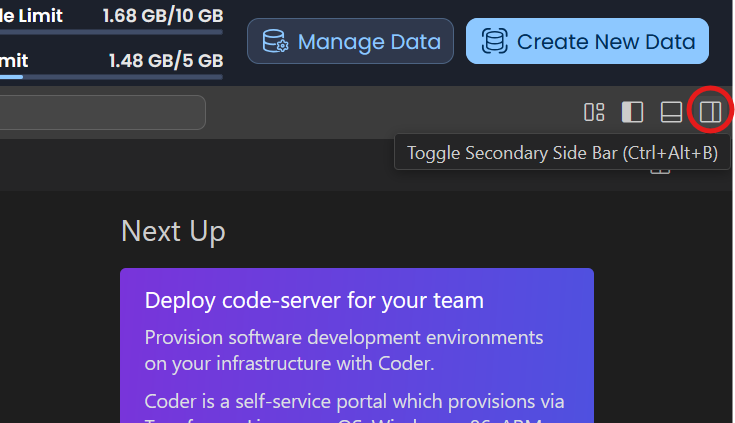 le Limit 1.68 GB/10 GB
mit 1.48 GB/5 GB
Manage Data
Create New Data
Toggle Secondary Side Bar (Ctrl+Alt+B)
Next Up
Deploy code-server for your team
Provision software development environments
on your infrastructure with Coder.
Coder is a self-service portal which provisions via